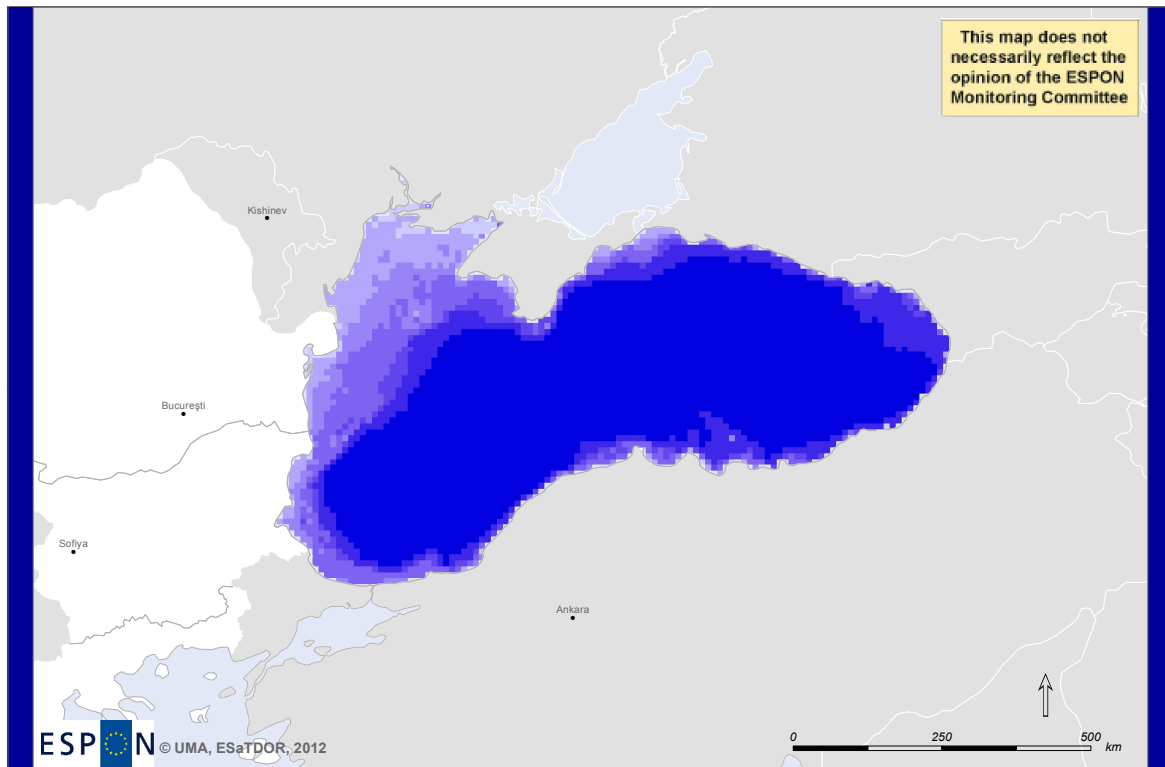 This map does not
necessarily reflect the
opinion of the ESPON
Monitoring Committee
Kishinev
Bucureşti
Sofiya
Ankara
ESPON © UMA, ESaTDOR, 2012
0 250 500
km